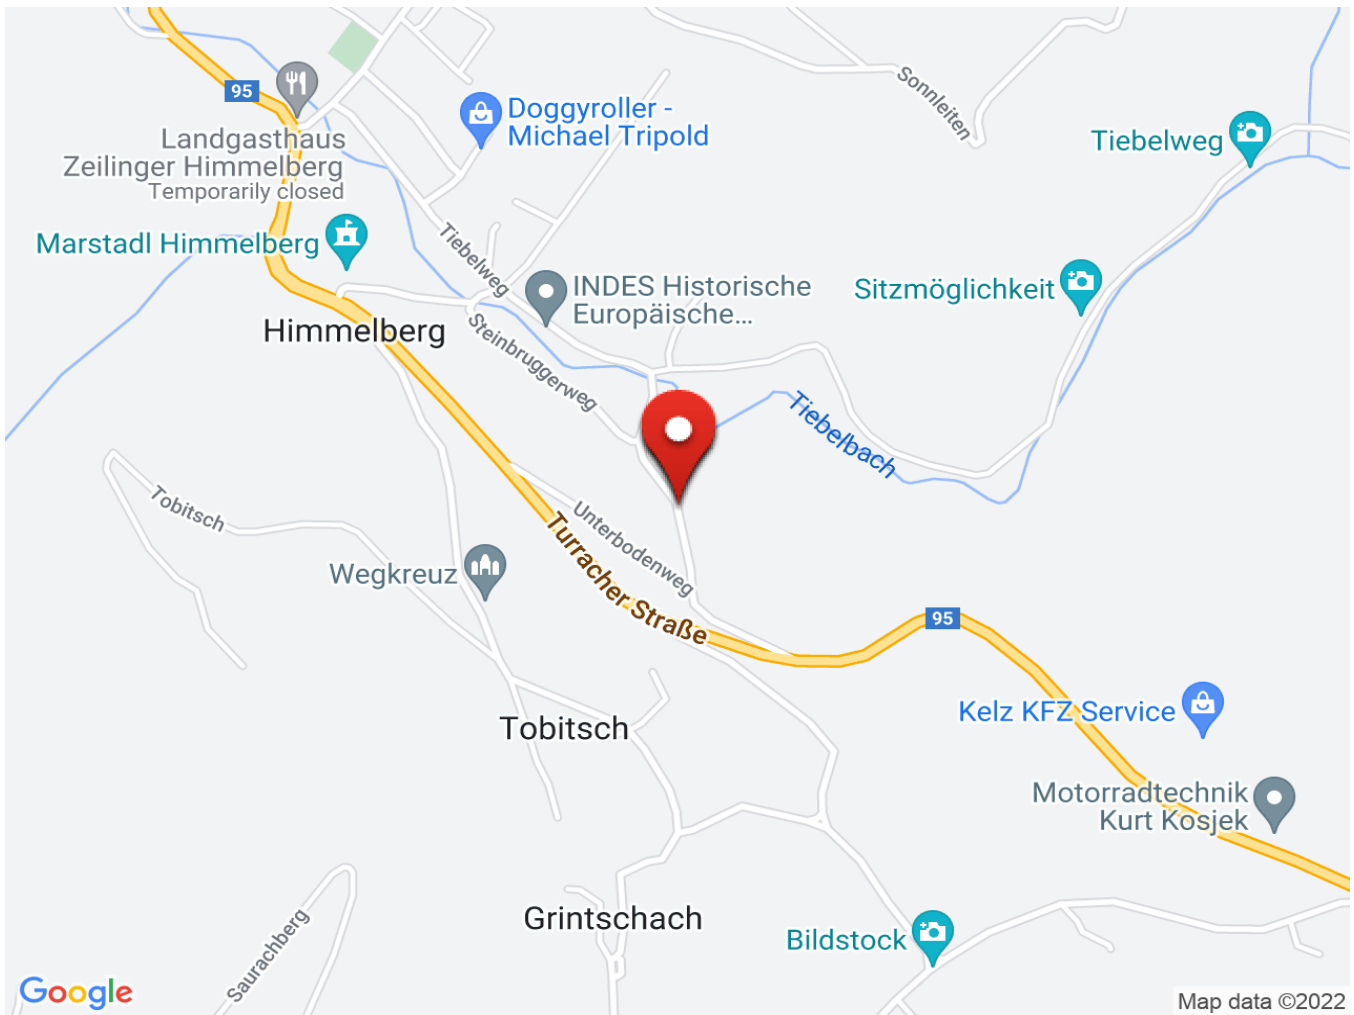 95
Landgasthaus
Zeilinger Himmelberg
Temporarily closed
Doggyroller -
Michael Tripold
Sonnleiten
Tiebelweg
Marstadl Himmelberg
Tiebelweg
INDES Historische
Europäische...
Sitzmöglichkeit
Himmelberg
Steinbruggerweg
Tiebelbach
Tobitsch
Unterbodenweg
Turracher Straße
Wegkreuz
95
Kelz KFZ Service
Tobitsch
Motorradtechnik
Kurt Kosjek
Grintschach
Bildstock
Saurachberg
Google
Map data ©2022